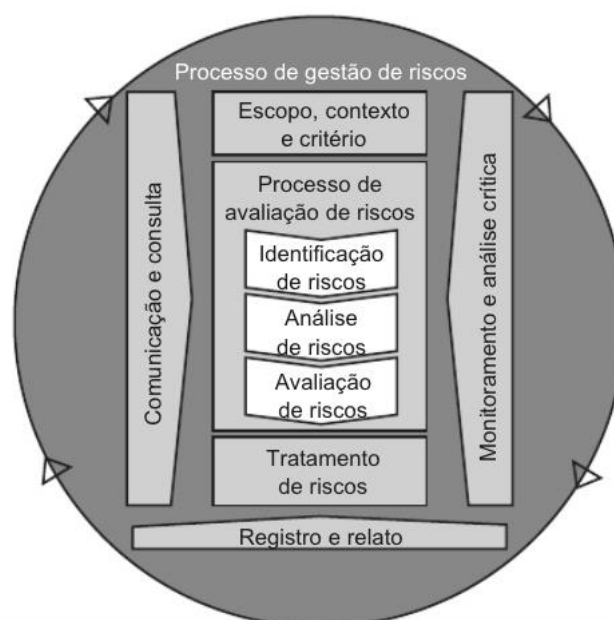 Processo de gestão de riscos
Escopo, contexto
e critério
Comunicação e consulta
Processo de
avaliação de riscos
Identificação
de riscos
Análise
de riscos
Avaliação
de riscos
Monitoramento e análise crítica
Tratamento
de riscos
Registro e relato